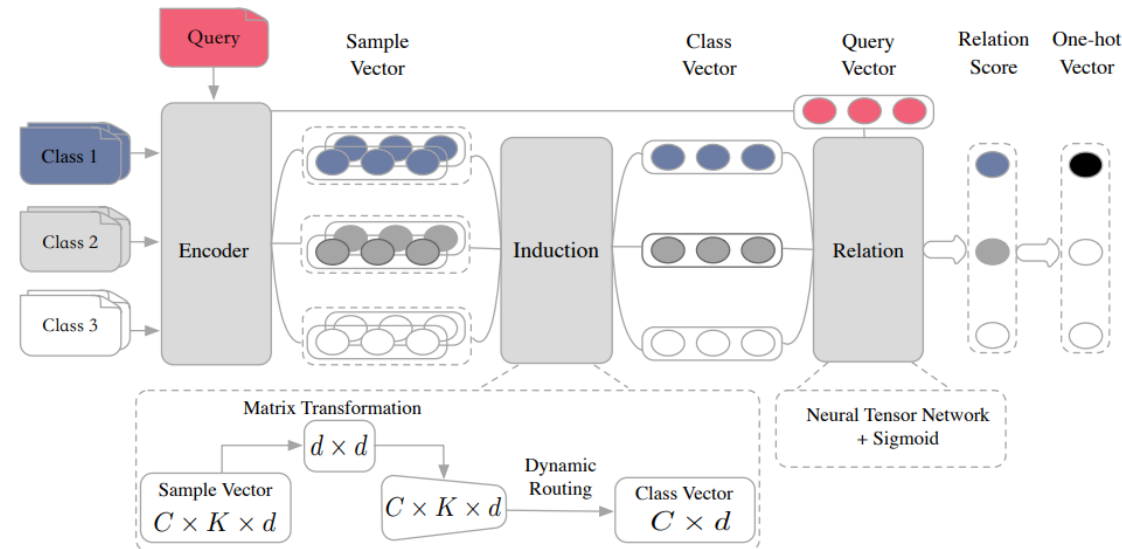 Query
Sample
Vector
Class
Vector
Query
Vector
Relation
Score
One-hot
Vector
Class 1
Class 2
Class 3
Encoder
Induction
Relation
Matrix Transformation
d × d
Sample Vector
C × K × d
C × K × d
Dynamic
Routing
Class Vector
C × d
Neural Tensor Network
+ Sigmoid